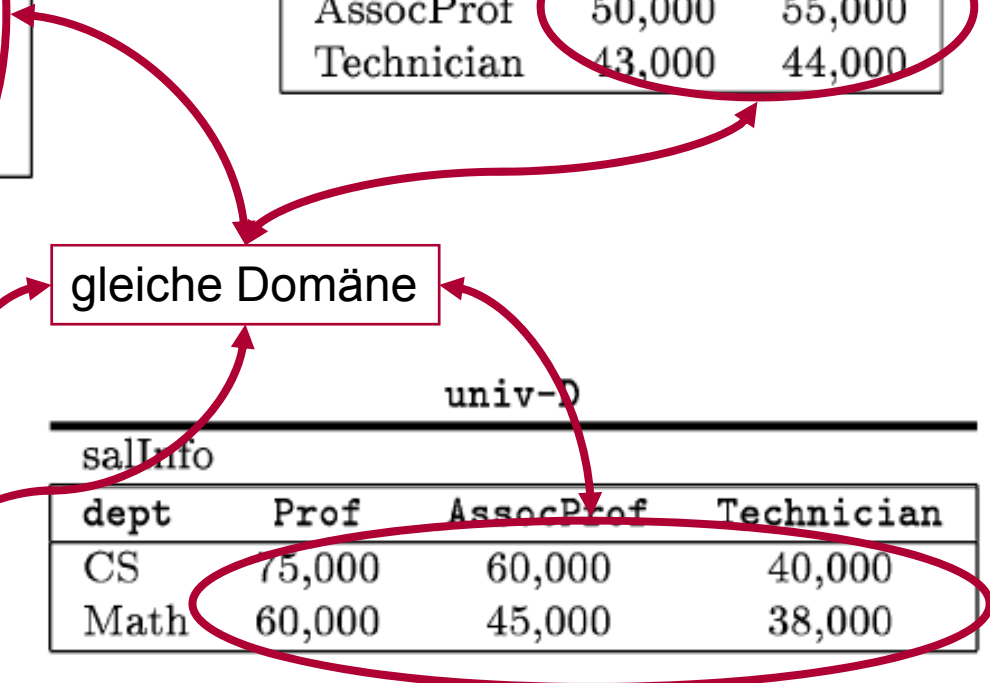 AssocProf 50,000 55,000
Technician 43,000 44,000
gleiche Domäne
univ-D
salInfo
dept Prof AssocProf Technician
CS 75,000 60,000 40,000
Math 60,000 45,000 38,000